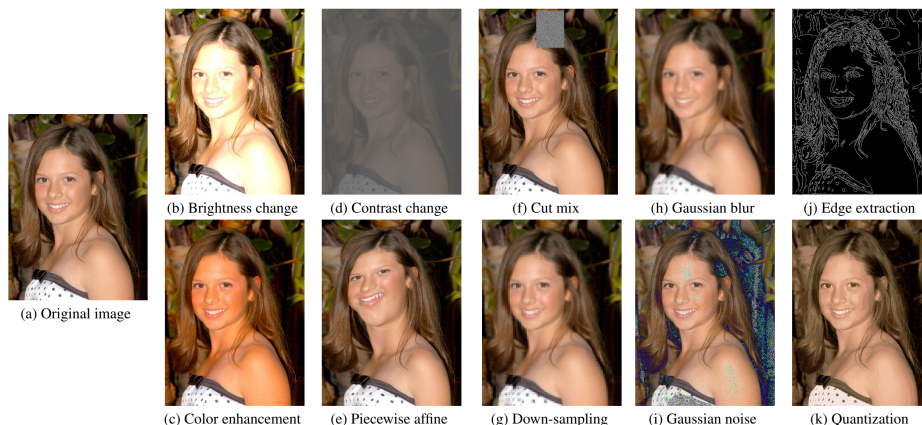 (a) Original image
(b) Brightness change
(d) Contrast change
(f) Cut mix
(h) Gaussian blur
(j) Edge extraction
(c) Color enhancement
(e) Piecewise affine
(g) Down-sampling
(i) Gaussian noise
(k) Quantization